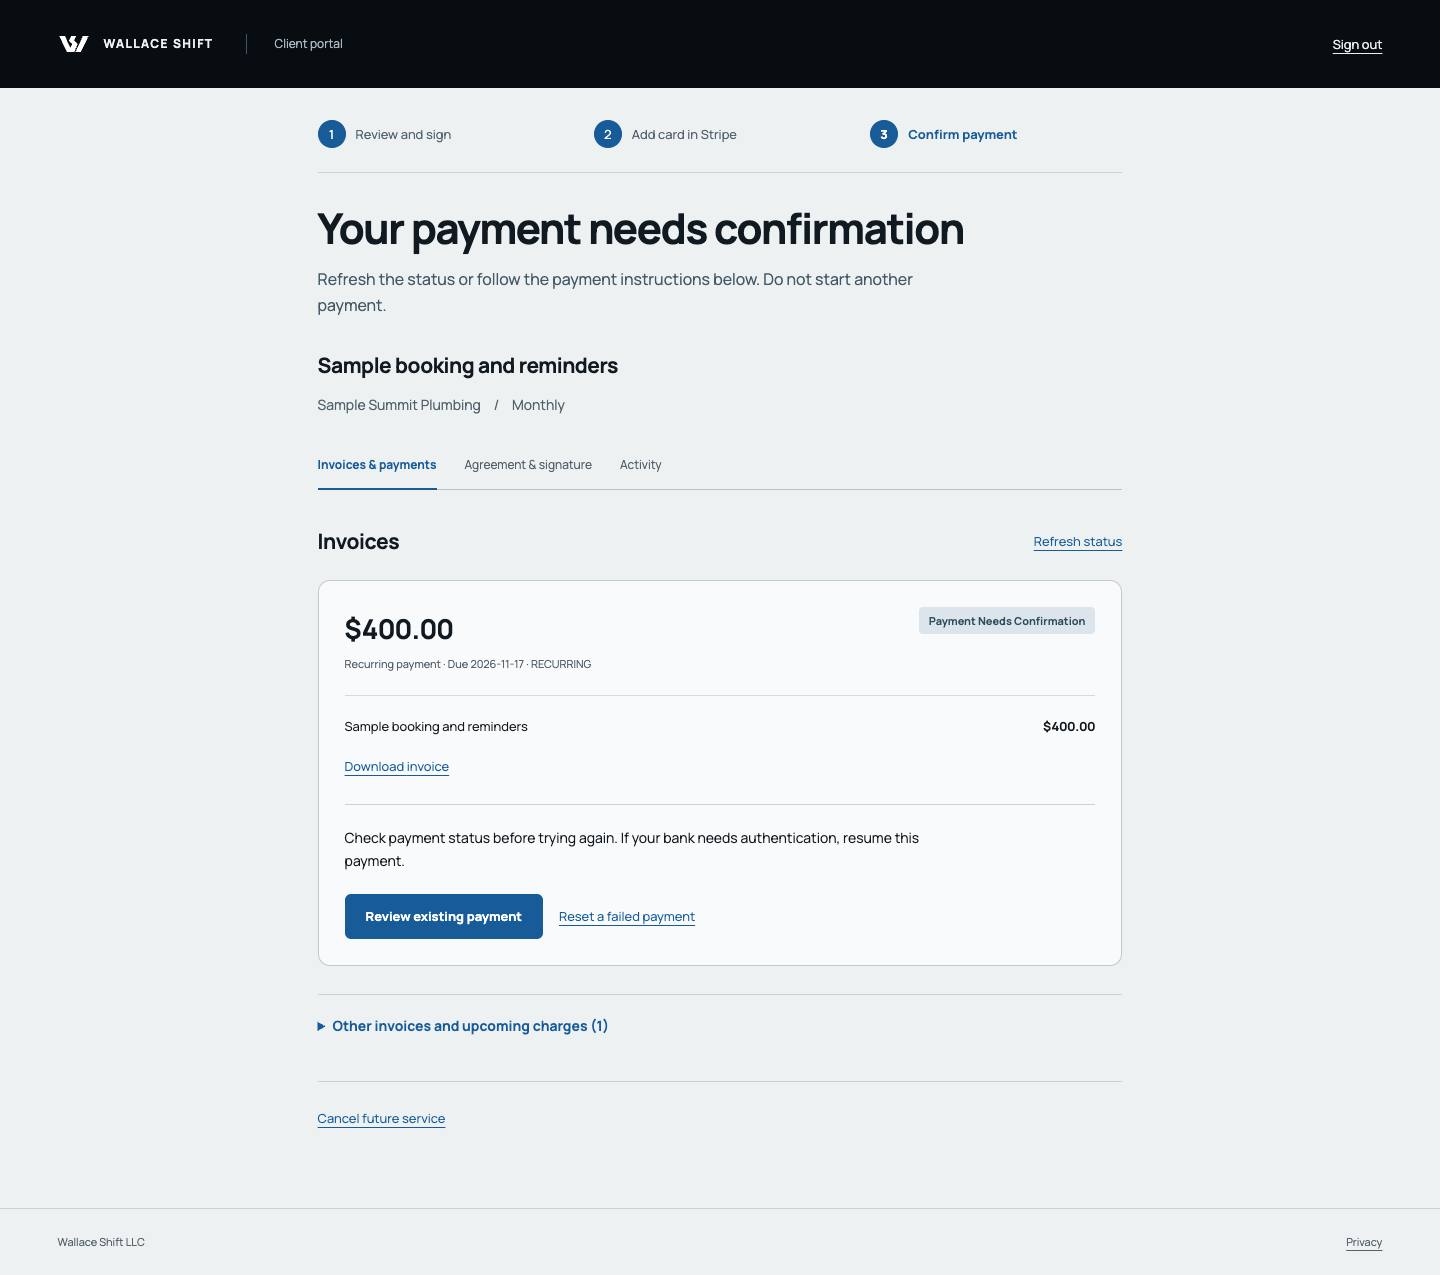 WALLACE SHIFT
Client portal
Sign out
1 Review and sign
2 Add card in Stripe
3 Confirm payment
Your payment needs confirmation
Refresh the status or follow the payment instructions below. Do not start another
payment.
Sample booking and reminders
Sample Summit Plumbing / Monthly
Invoices & payments
Agreement & signature
Activity
Invoices
Refresh status
$400.00
Payment Needs Confirmation
Recurring payment · Due 2026-11-17 · RECURRING
Sample booking and reminders
$400.00
Download invoice
Check payment status before trying again. If your bank needs authentication, resume this
payment.
Review existing payment
Reset a failed payment
Other invoices and upcoming charges (1)
Cancel future service
Wallace Shift LLC
Privacy